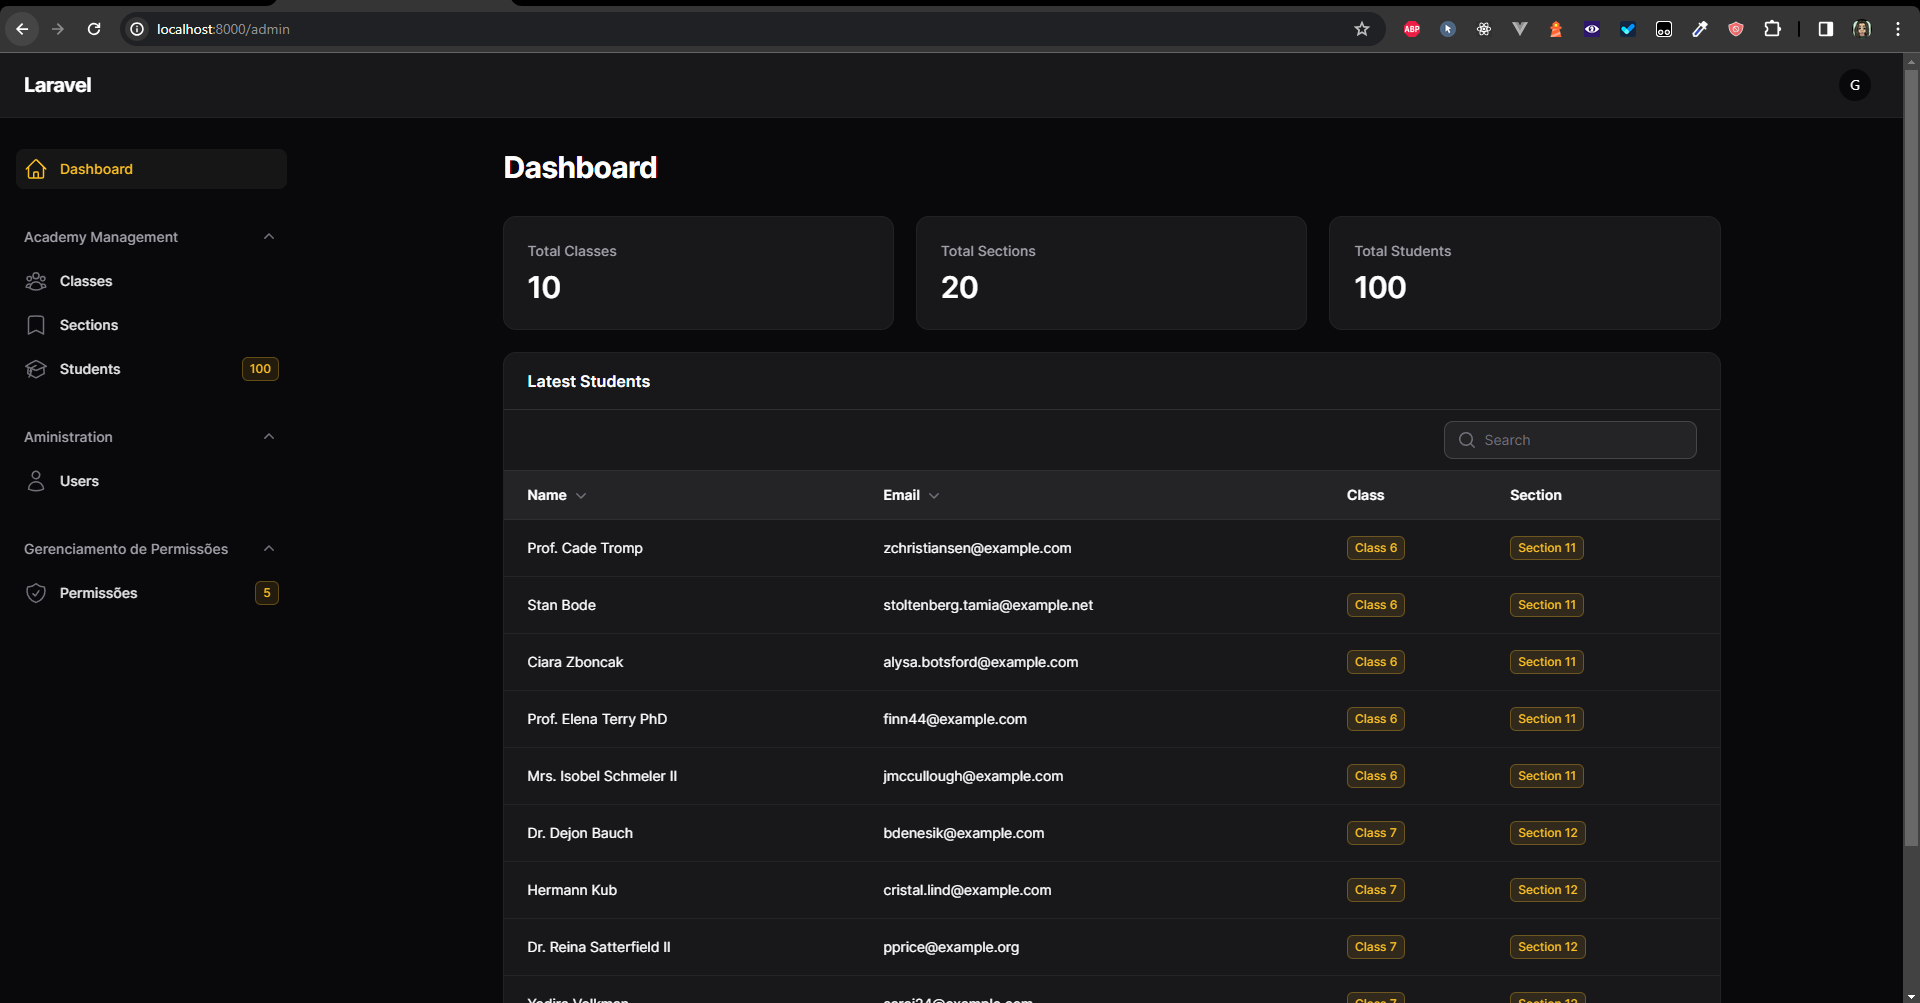 localhost:8000/admin
ABP
Laravel
G
Dashboard
Academy Management
Classes
Sections
Students 100
Aministration
Users
Gerenciamento de Permissões
Permissões 5
Dashboard
Total Classes
10
Total Sections
20
Total Students
100
Latest Students
Search
Name Email Class Section
Prof. Cade Tromp zchristiansen@example.com Class 6 Section 11
Stan Bode stoltenberg.tamia@example.net Class 6 Section 11
Ciara Zboncak alysa.botsford@example.com Class 6 Section 11
Prof. Elena Terry PhD finn44@example.com Class 6 Section 11
Mrs. Isobel Schmeler II jmccullough@example.com Class 6 Section 11
Dr. Dejon Bauch bdenesik@example.com Class 7 Section 12
Hermann Kub cristal.lind@example.com Class 7 Section 12
Dr. Reina Satterfield II pprice@example.org Class 7 Section 12
Class 7 Section 12